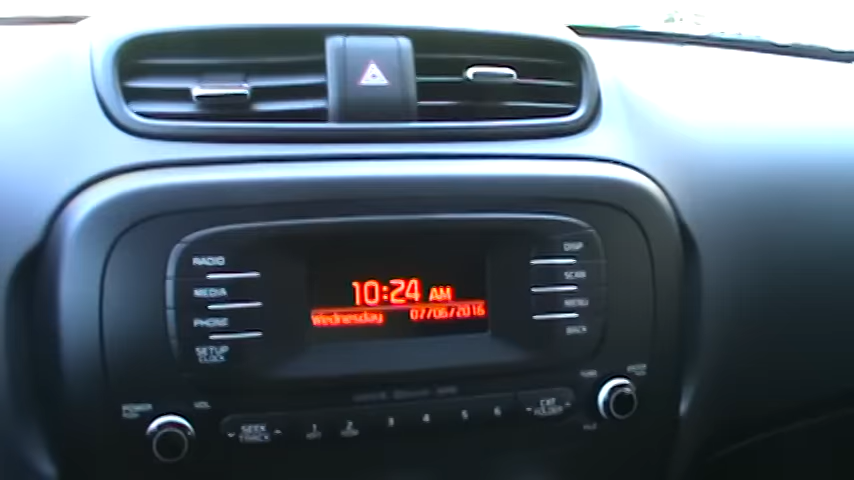 RADIO
MEDIA
PHONE
SETUP
CLOCK
10:24 AM
Wednesday 07/06/2016
DISP
SCAN
MENU
BACK
POWER
VOL
SEEK
TRACK
1 2 3 4 5 6
CAT
FOLDER
TUNE